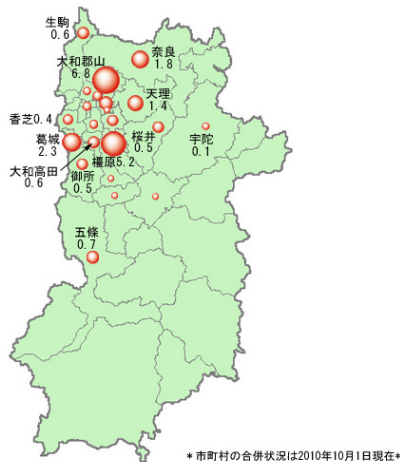 生駒
0.6
奈良
1.8
大和郡山
6.8
天理
1.4
香芝0.4
桜井
0.5
宇陀
0.1
葛城
2.3
橿原5.2
大和高田
0.6
御所
0.5
五條
0.7
*市町村の合併状況は2010年10月1日現在*